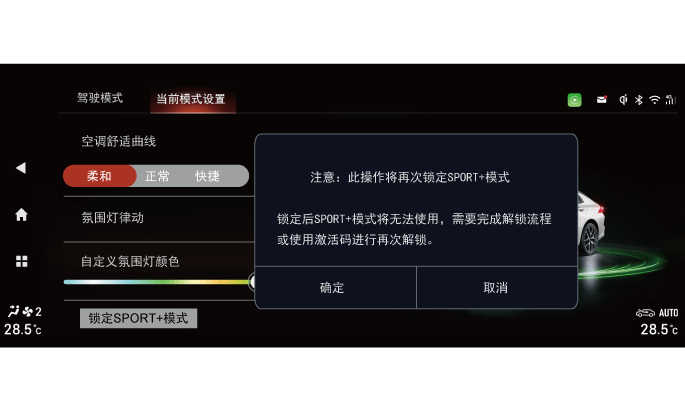 驾驶模式
当前模式设置
4G
空调舒适曲线
柔和
正常
快捷
注意：此操作将再次锁定SPORT+模式
氛围灯律动
锁定后SPORT+模式将无法使用，需要完成解锁流程
或使用激活码进行再次解锁。
自定义氛围灯颜色
确定
取消
锁定SPORT+模式
2
28.5℃
AUTO
28.5℃